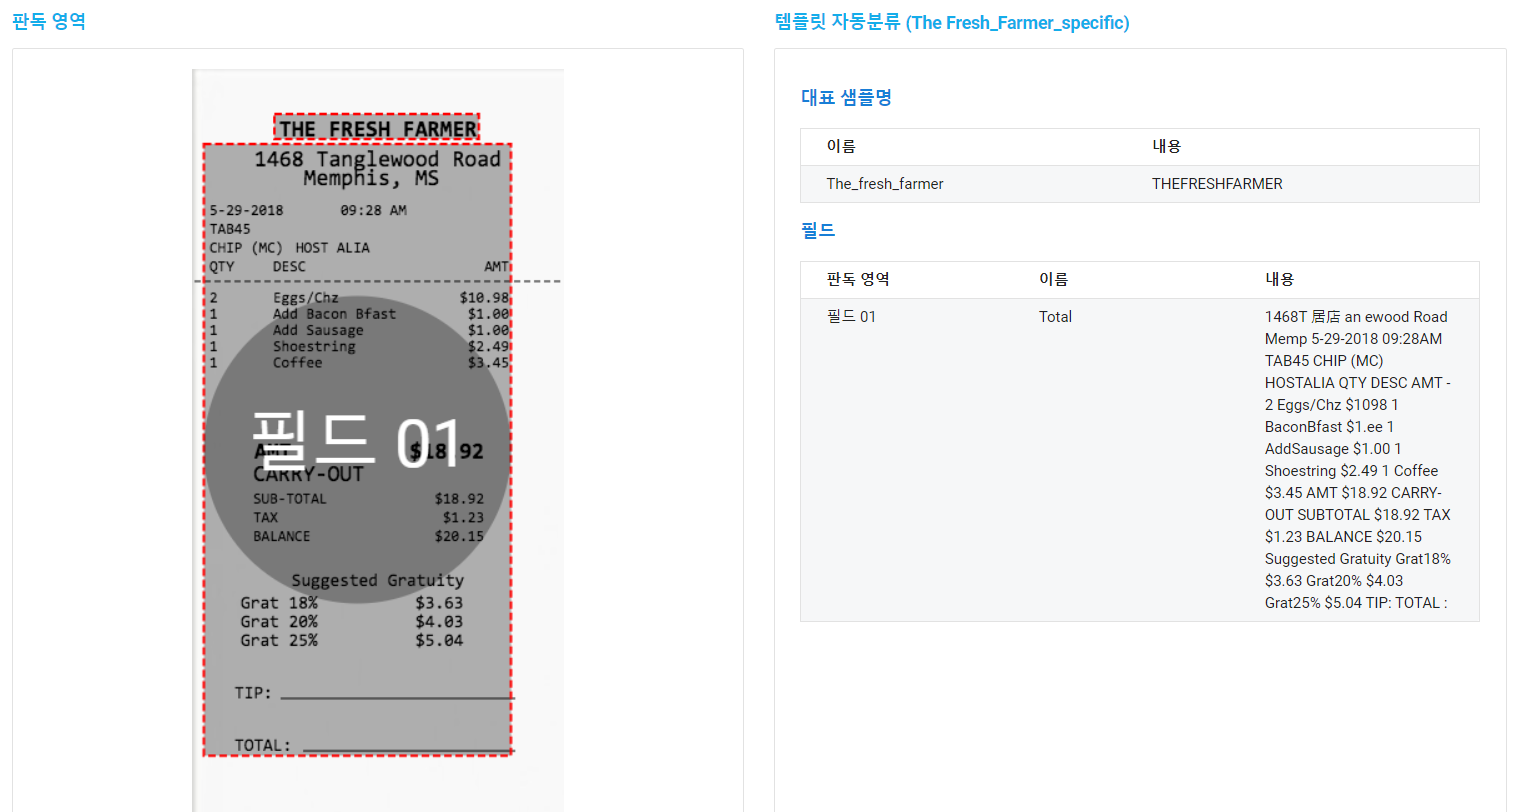 판독 영역
THE FRESH FARMER
1468 Tanglewood Road
Memphis, MS
5-29-2018 09:28 AM
TAB45
CHIP (MC) HOST ALIA
QTY DESC AMT
2 Eggs/Chz $10.98
1 Add Bacon Bfast $1.00
1 Add Sausage $1.00
1 Shoestring $2.49
1 Coffee $3.45
필드 01
AMT $18.92
CARRY-OUT
SUB-TOTAL $18.92
TAX $1.23
BALANCE $20.15
Suggested Gratuity
Grat 18% $3.63
Grat 20% $4.03
Grat 25% $5.04
TIP:
TOTAL:
템플릿 자동분류 (The Fresh_Farmer_specific)
대표 샘플명
이름 내용
The_fresh_farmer THEFRESHFARMER
필드
판독 영역 이름 내용
필드 01 Total 1468T 居店 an ewood Road
Memp 5-29-2018 09:28AM
TAB45 CHIP (MC)
HOSTALIA QTY DESC AMT -
2 Eggs/Chz $1098 1
BaconBfast $1.ee 1
AddSausage $1.00 1
Shoestring $2.49 1 Coffee
$3.45 AMT $18.92 CARRY-
OUT SUBTOTAL $18.92 TAX
$1.23 BALANCE $20.15
Suggested Gratuity Grat18%
$3.63 Grat20% $4.03
Grat25% $5.04 TIP: TOTAL :